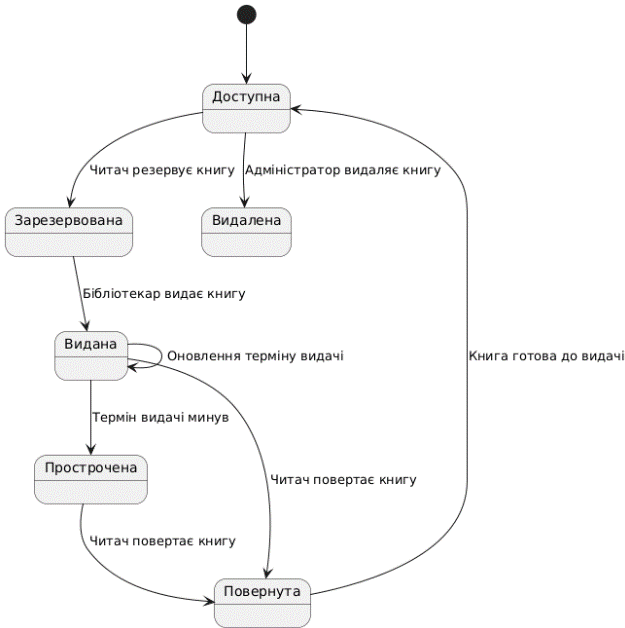 Доступна
Читач резервує книгу
Адміністратор видаляє книгу
Зарезервована
Видалена
Бібліотекар видає книгу
Видана
Оновлення терміну видачі
Книга готова до видачі
Термін видачі минув
Прострочена
Читач повертає книгу
Читач повертає книгу
Повернута